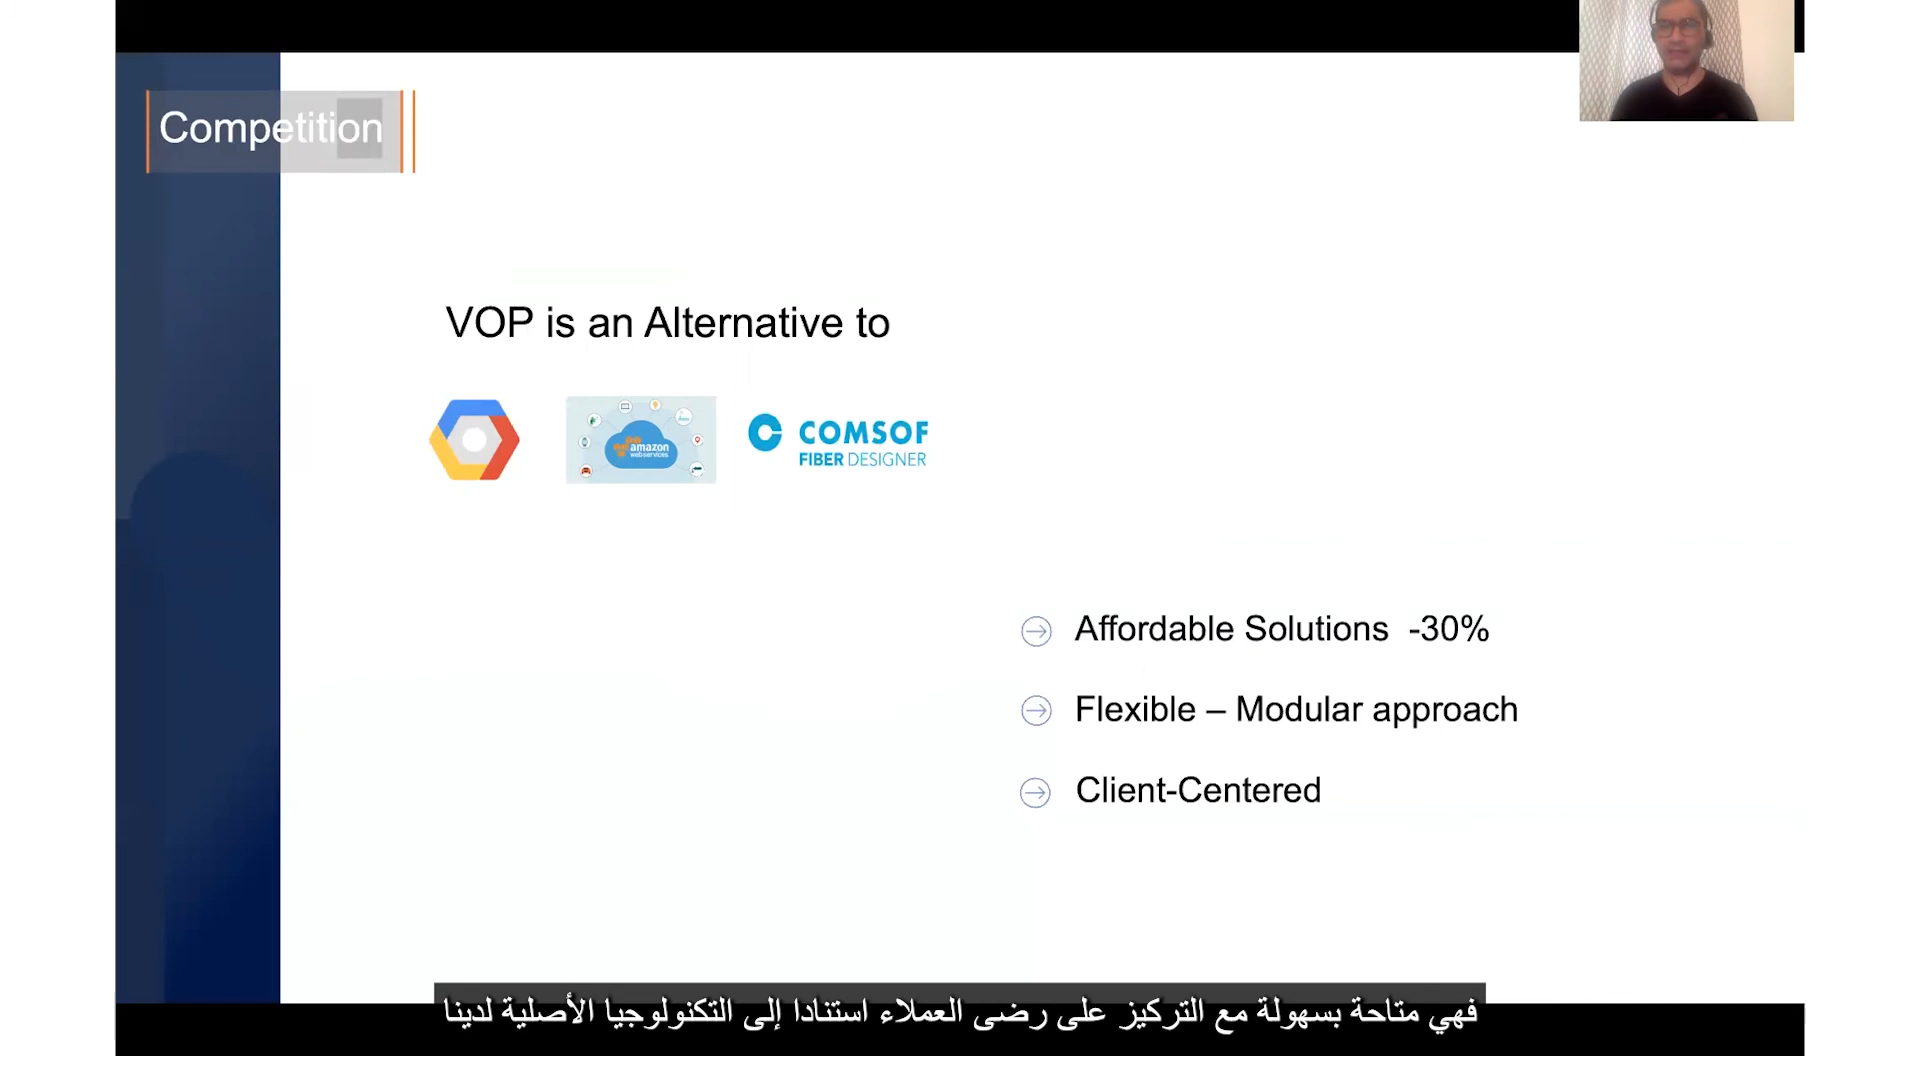 Competition
VOP is an Alternative to
amazon
web services
COMSOF
FIBER DESIGNER
Affordable Solutions -30%
Flexible – Modular approach
Client-Centered
فهي متاحة بسهولة مع التركيز على رضى العملاء استنادا إلى التكنولوجيا الأصلية لدينا